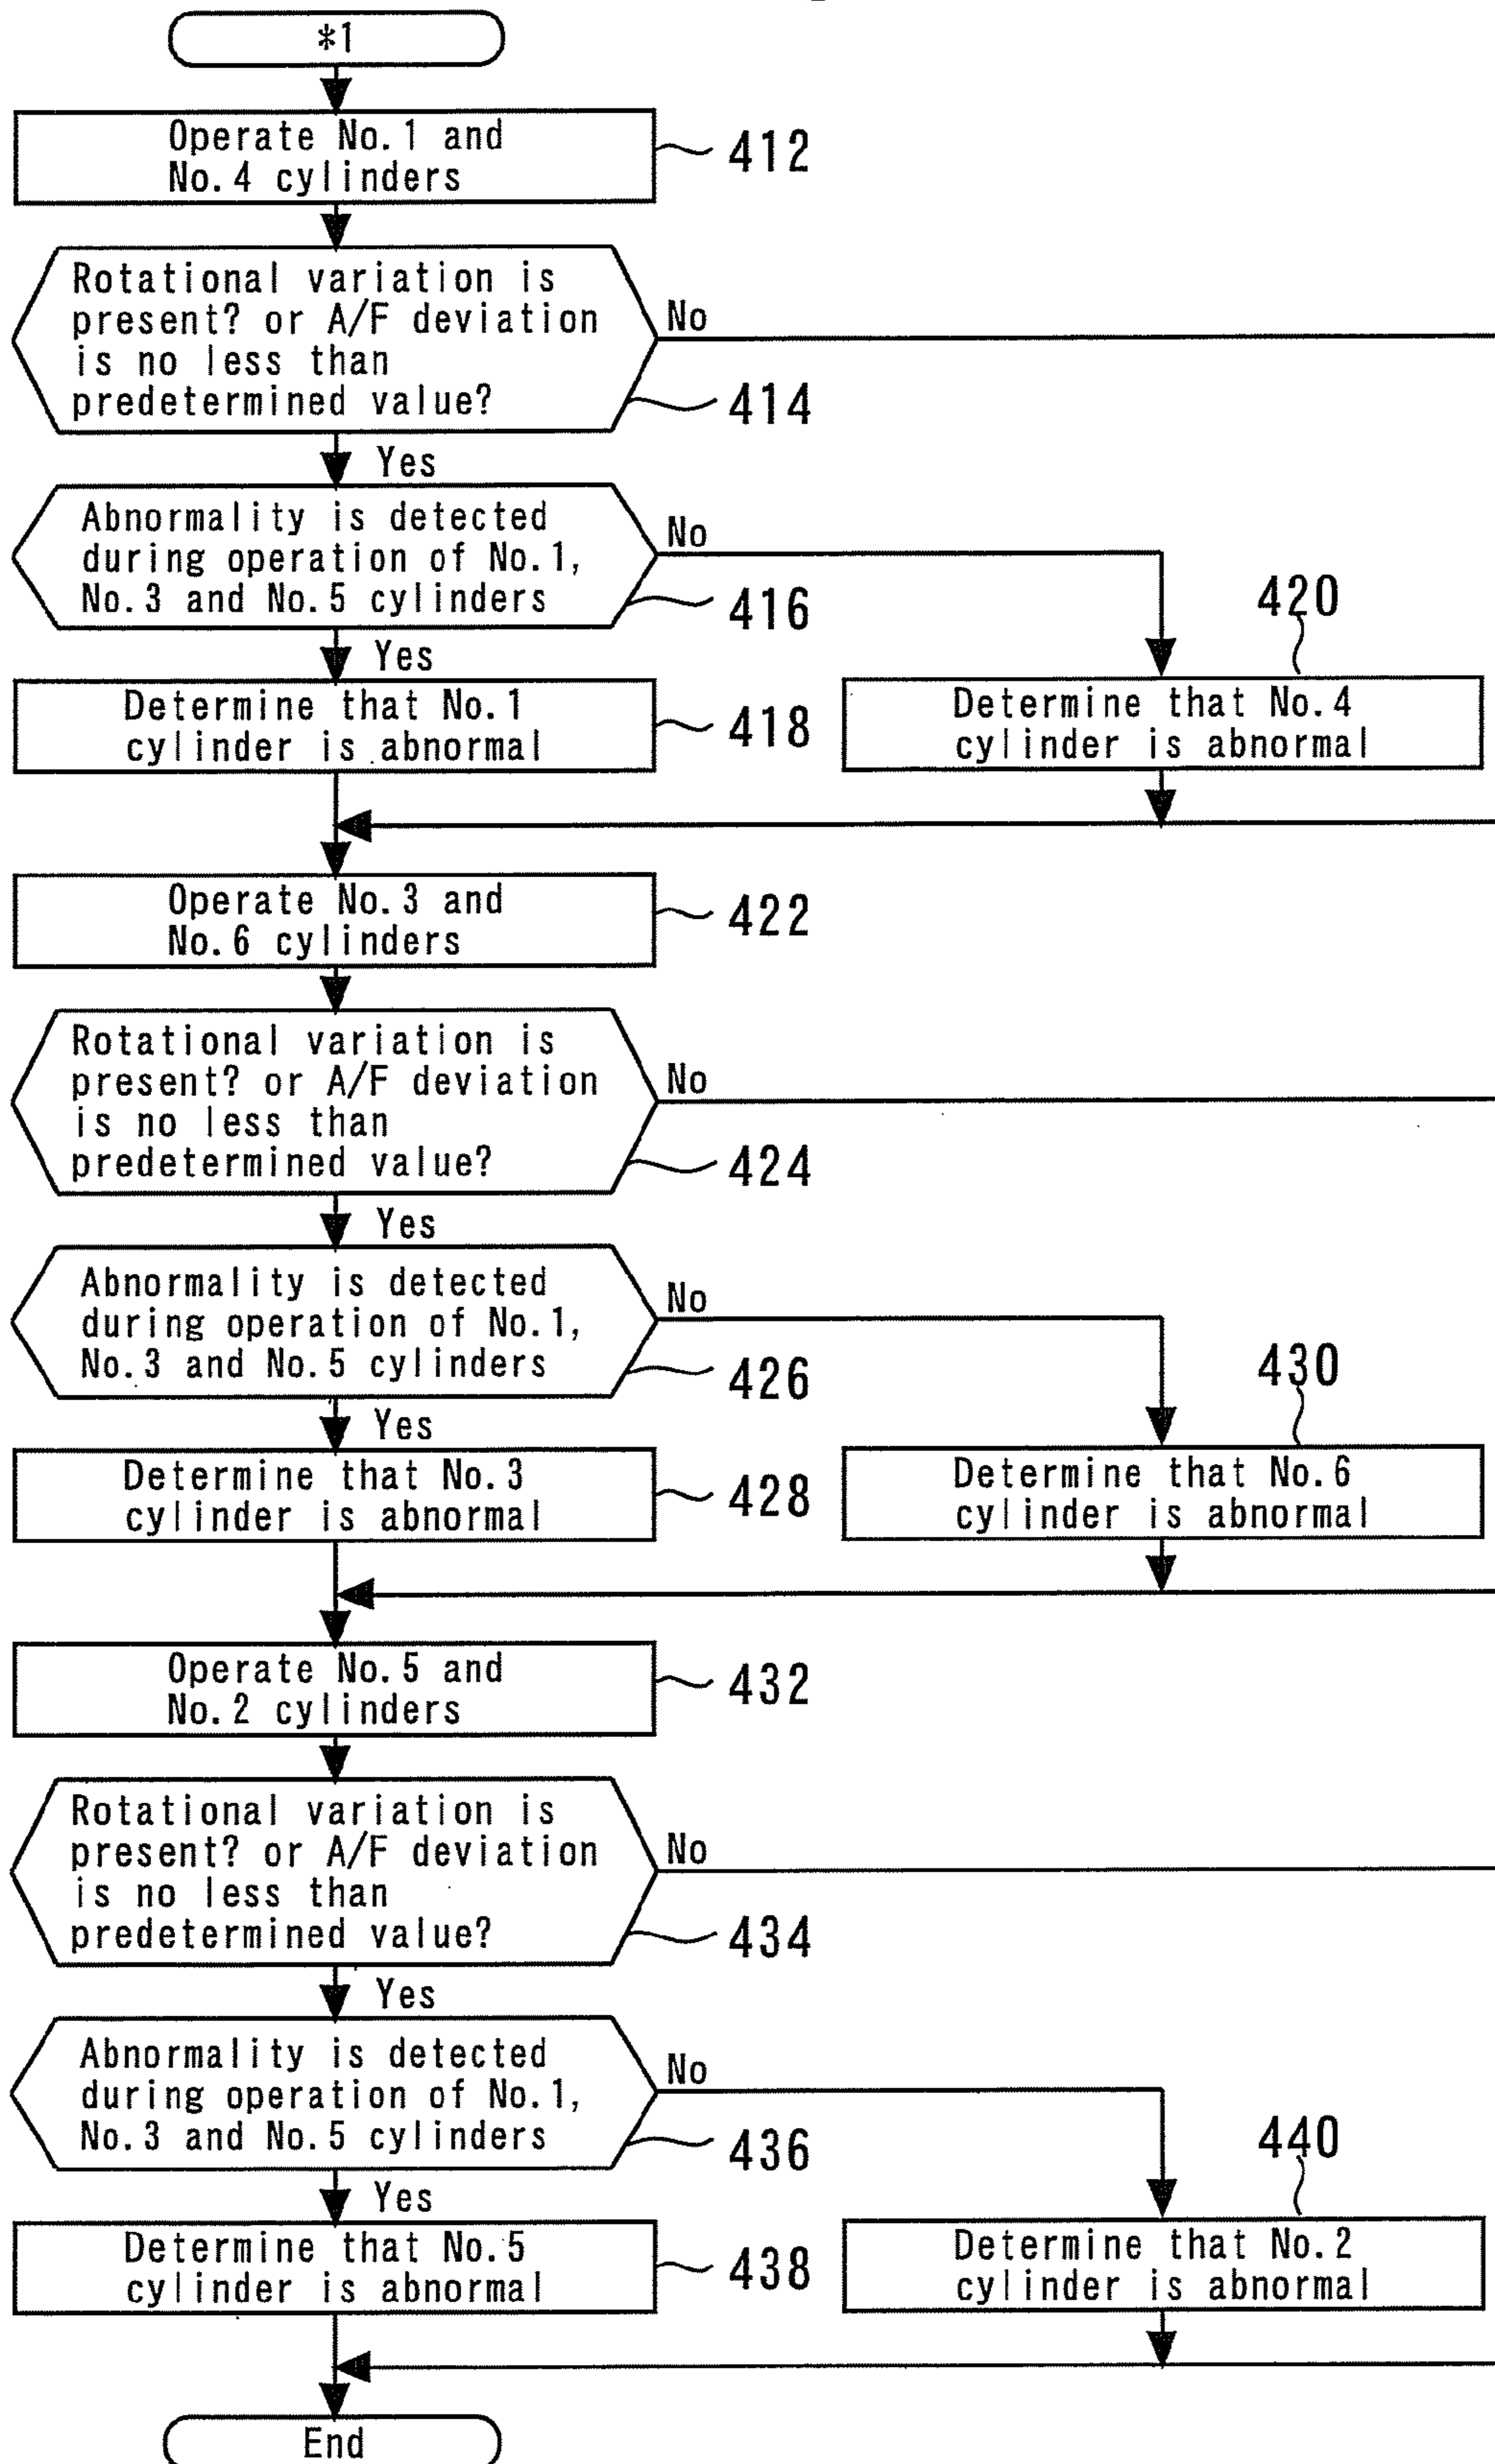 *1
Operate No.1 and
No.4 cylinders
412
Rotational variation is
present? or A/F deviation
is no less than
predetermined value?
No
414
Yes
Abnormality is detected
during operation of No.1,
No.3 and No.5 cylinders
No
416
420
Yes
Determine that No.1
cylinder is abnormal
418
Determine that No.4
cylinder is abnormal
Operate No.3 and
No.6 cylinders
422
Rotational variation is
present? or A/F deviation
is no less than
predetermined value?
No
424
Yes
Abnormality is detected
during operation of No.1,
No.3 and No.5 cylinders
No
426
430
Yes
Determine that No.3
cylinder is abnormal
428
Determine that No.6
cylinder is abnormal
Operate No.5 and
No.2 cylinders
432
Rotational variation is
present? or A/F deviation
is no less than
predetermined value?
No
434
Yes
Abnormality is detected
during operation of No.1,
No.3 and No.5 cylinders
No
436
440
Yes
Determine that No.5
cylinder is abnormal
438
Determine that No.2
cylinder is abnormal
End